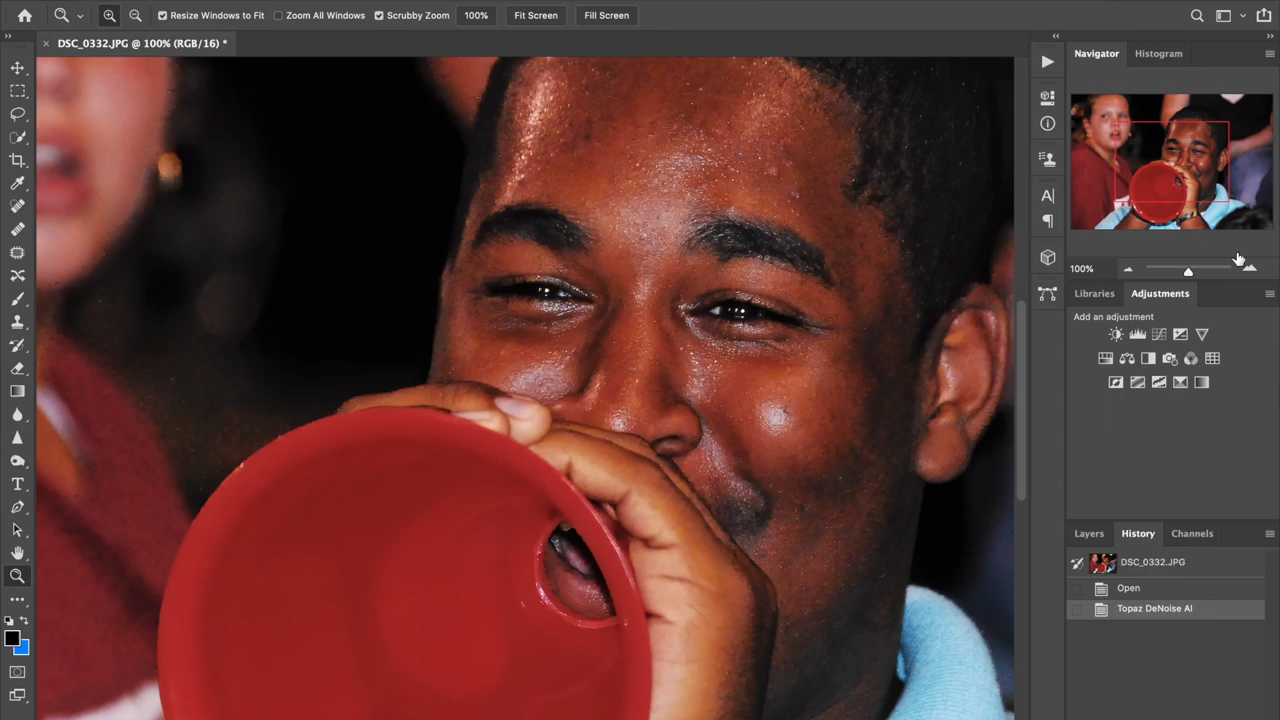 Resize Windows to Fit Zoom All Windows Scrubby Zoom 100% Fit Screen Fill Screen
DSC_0332.JPG @ 100% (RGB/16) *
Navigator Histogram
100%
Libraries Adjustments
Add an adjustment
Layers History Channels
DSC_0332.JPG
Open
Topaz DeNoise AI